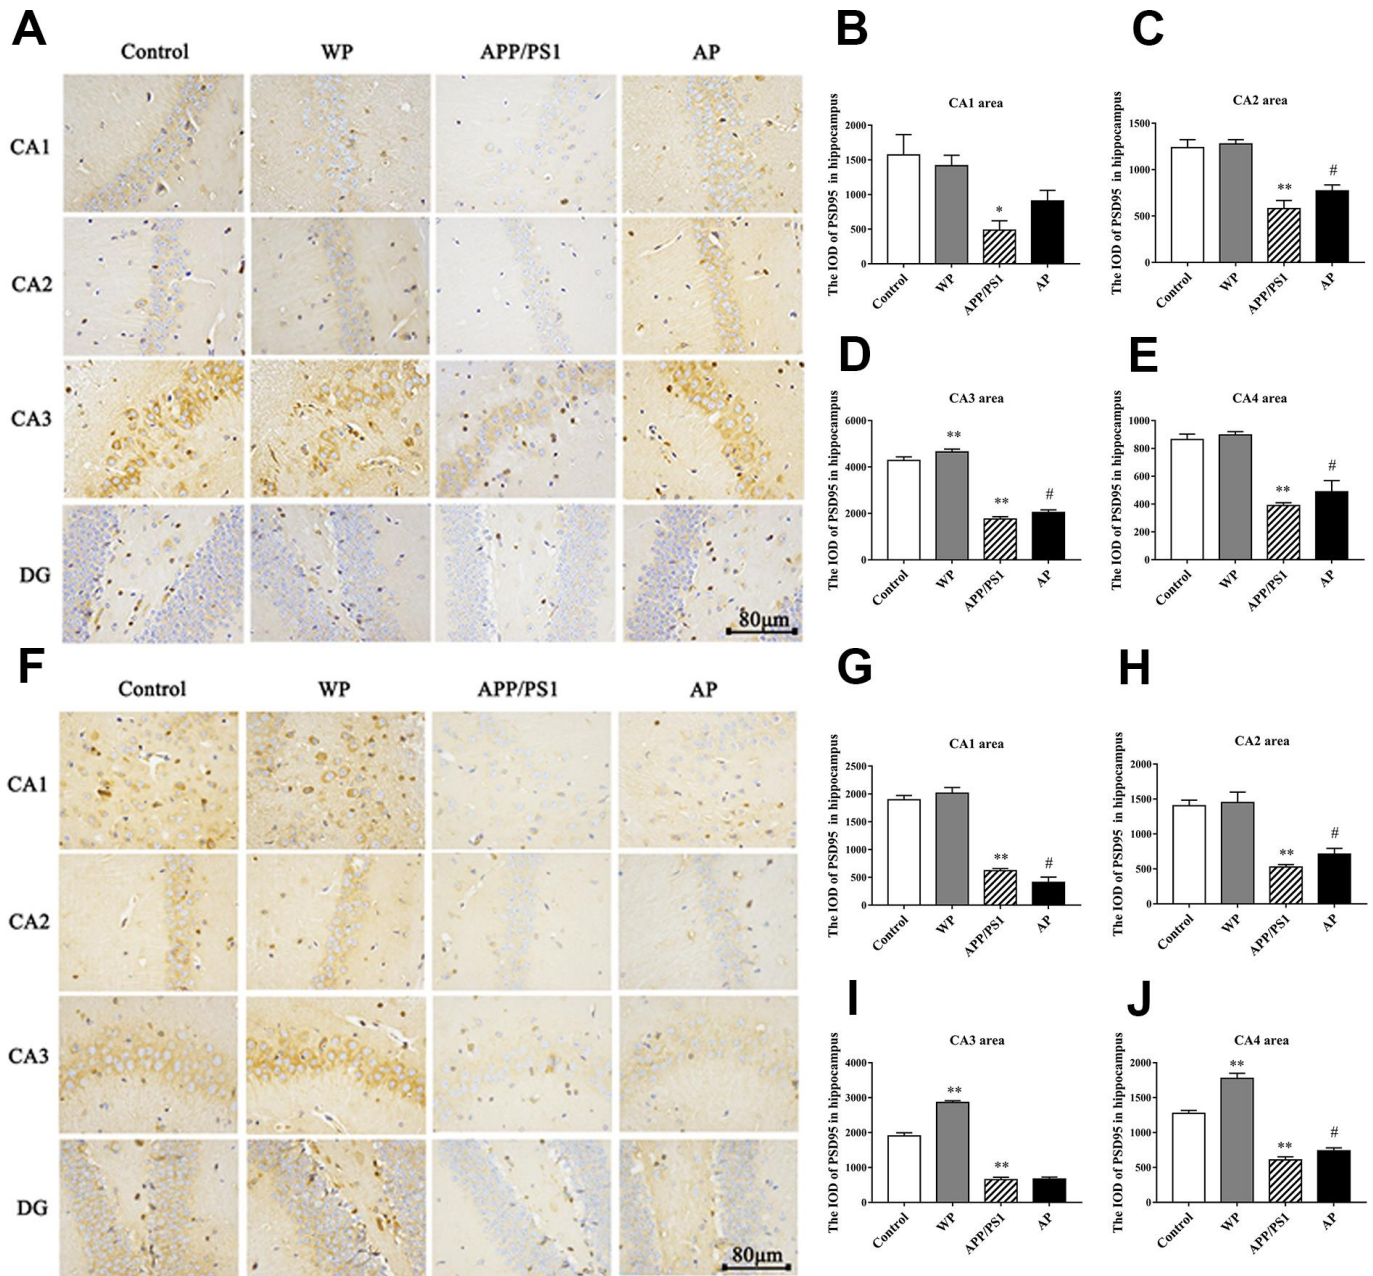 A
Control WP APP/PS1 AP
CA1
CA2
CA3
DG
80μm
B
CA1 area
The IOD of PSD95 in hippocampus
2000
1500
1000
500
0
*
Control WP APP/PS1 AP
C
CA2 area
The IOD of PSD95 in hippocampus
1500
1000
500
0
** #
Control WP APP/PS1 AP
D
CA3 area
The IOD of PSD95 in hippocampus
6000
4000
2000
0
** ** #
Control WP APP/PS1 AP
E
CA4 area
The IOD of PSD95 in hippocampus
1000
800
600
400
200
0
** #
Control WP APP/PS1 AP
F
Control WP APP/PS1 AP
CA1
CA2
CA3
DG
80μm
G
CA1 area
The IOD of PSD95 in hippocampus
2500
2000
1500
1000
500
0
** #
Control WP APP/PS1 AP
H
CA2 area
The IOD of PSD95 in hippocampus
2000
1500
1000
500
0
** #
Control WP APP/PS1 AP
I
CA3 area
The IOD of PSD95 in hippocampus
4000
3000
2000
1000
0
** **
Control WP APP/PS1 AP
J
CA4 area
The IOD of PSD95 in hippocampus
2000
1500
1000
500
0
** ** #
Control WP APP/PS1 AP